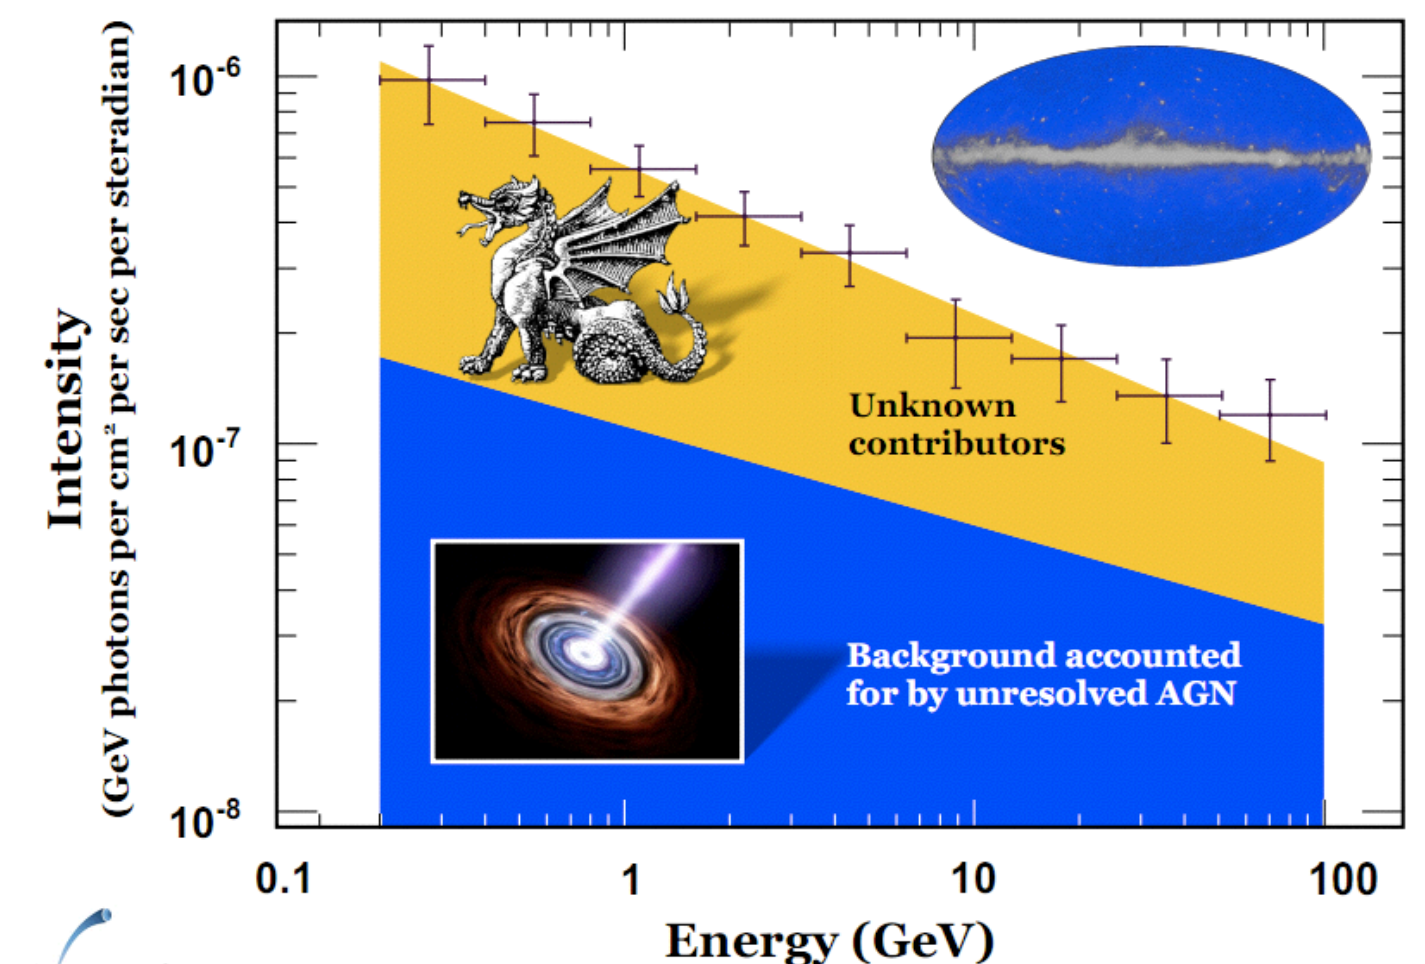 Intensity
(GeV photons per cm² per sec per steradian)
10⁻⁶
10⁻⁷
10⁻⁸
Unknown
contributors
Background accounted
for by unresolved AGN
0.1 1 10 100
Energy (GeV)